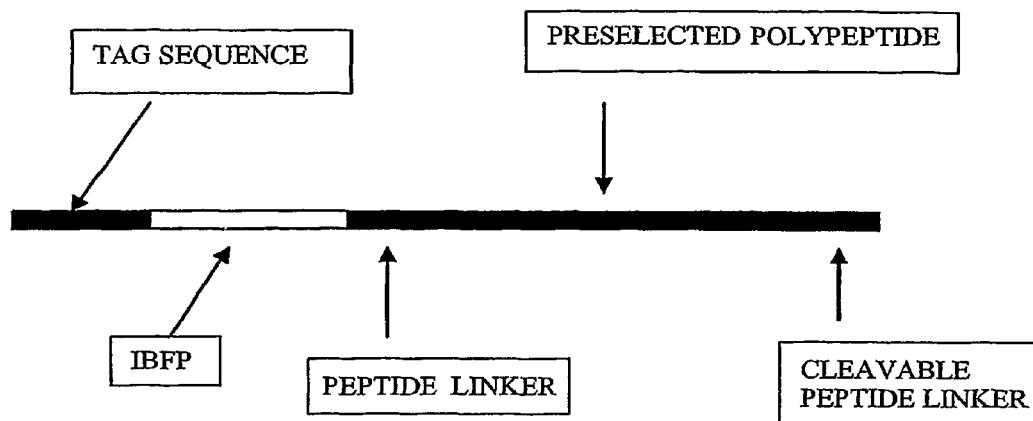 TAG SEQUENCE
PRESELECTED POLYPEPTIDE
IBFP
PEPTIDE LINKER
CLEAVABLE
PEPTIDE LINKER